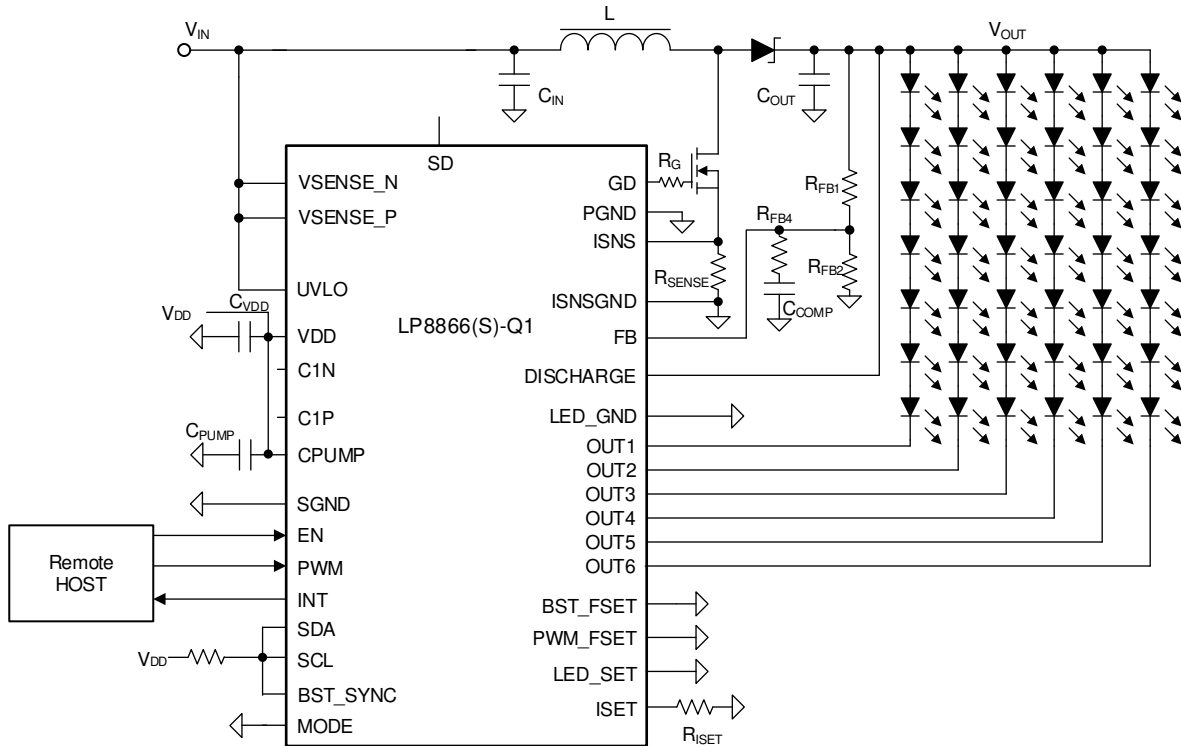 L
VIN
VOUT
CIN
COUT
SD
RG
VSENSE_N
GD
RFB1
VSENSE_P
PGND
RFB4
ISNS
RSENSE
RFB2
UVLO
ISNSGND
CCOMP
CVDD
VDD
LP8866(S)-Q1
VDD
FB
C1N
DISCHARGE
C1P
LED_GND
CPUMP
OUT1
CPUMP
OUT2
OUT3
SGND
OUT4
EN
OUT5
Remote
HOST
PWM
OUT6
INT
BST_FSET
SDA
PWM_FSET
VDD
SCL
LED_SET
BST_SYNC
ISET
MODE
RISET